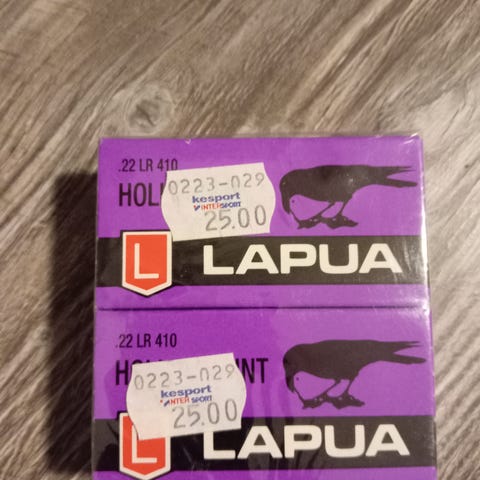 .22 LR 410
HOL
0223-029
kesport
INTERSPORT
25.00
L LAPUA
.22 LR 410
HO INT
0223-029
kesport
INTERSPORT
25.00
L LAPUA